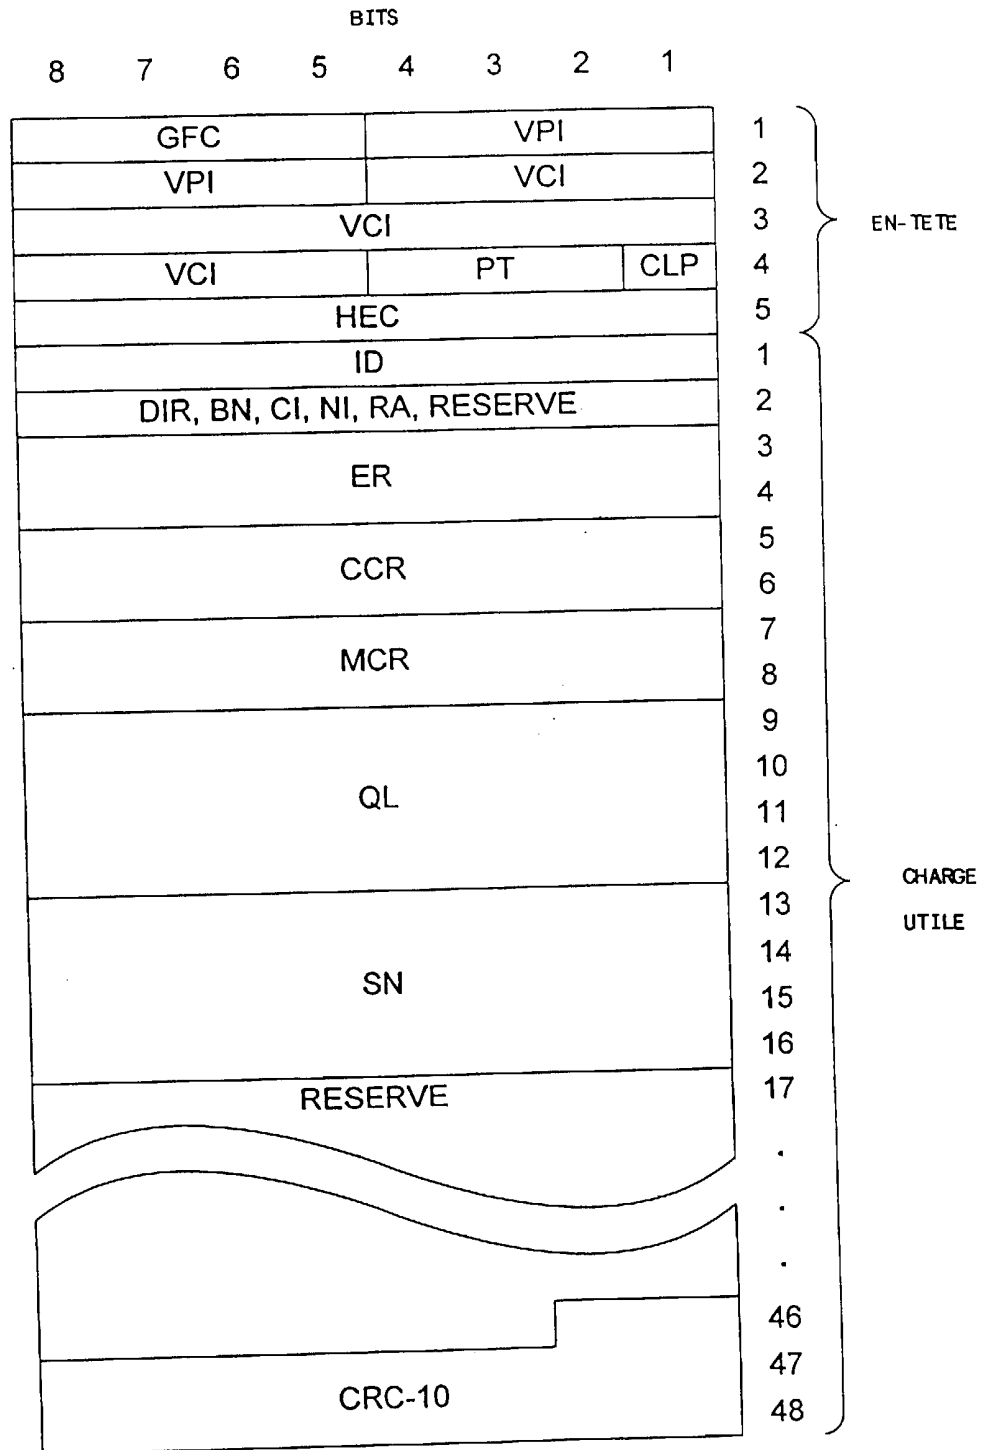 BITS
8 7 6 5 4 3 2 1
GFC VPI 1
VPI VCI 2
VCI 3
EN-TETE
VCI PT CLP 4
HEC 5
ID 1
DIR, BN, CI, NI, RA, RESERVE 2
3
ER
4
5
CCR
6
7
MCR
8
9
10
QL
11
12
CHARGE
13
UTILE
14
SN
15
16
RESERVE 17
.
.
.
46
47
CRC-10
48